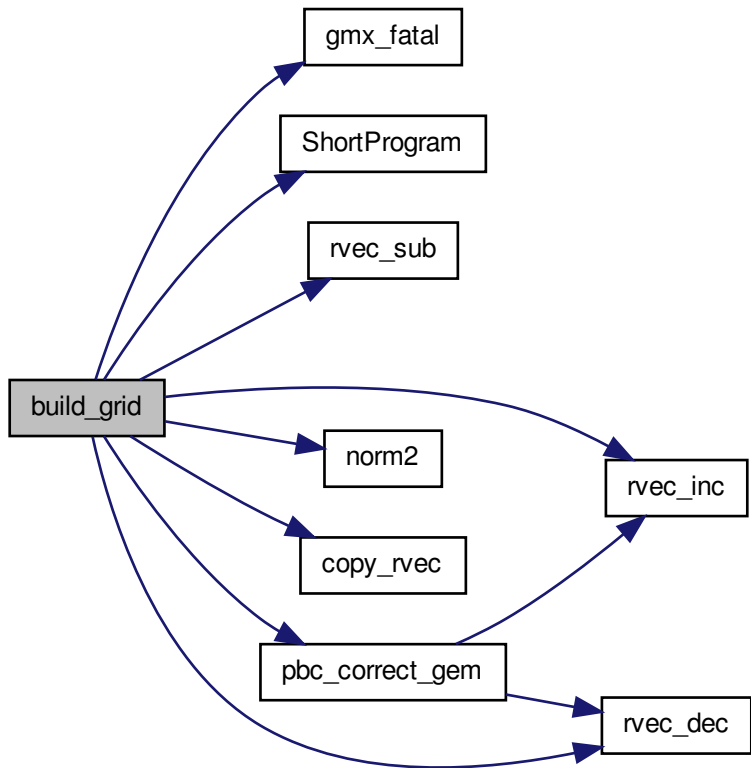 gmx_fatal
ShortProgram
rvec_sub
build_grid
norm2
rvec_inc
copy_rvec
pbc_correct_gem
rvec_dec